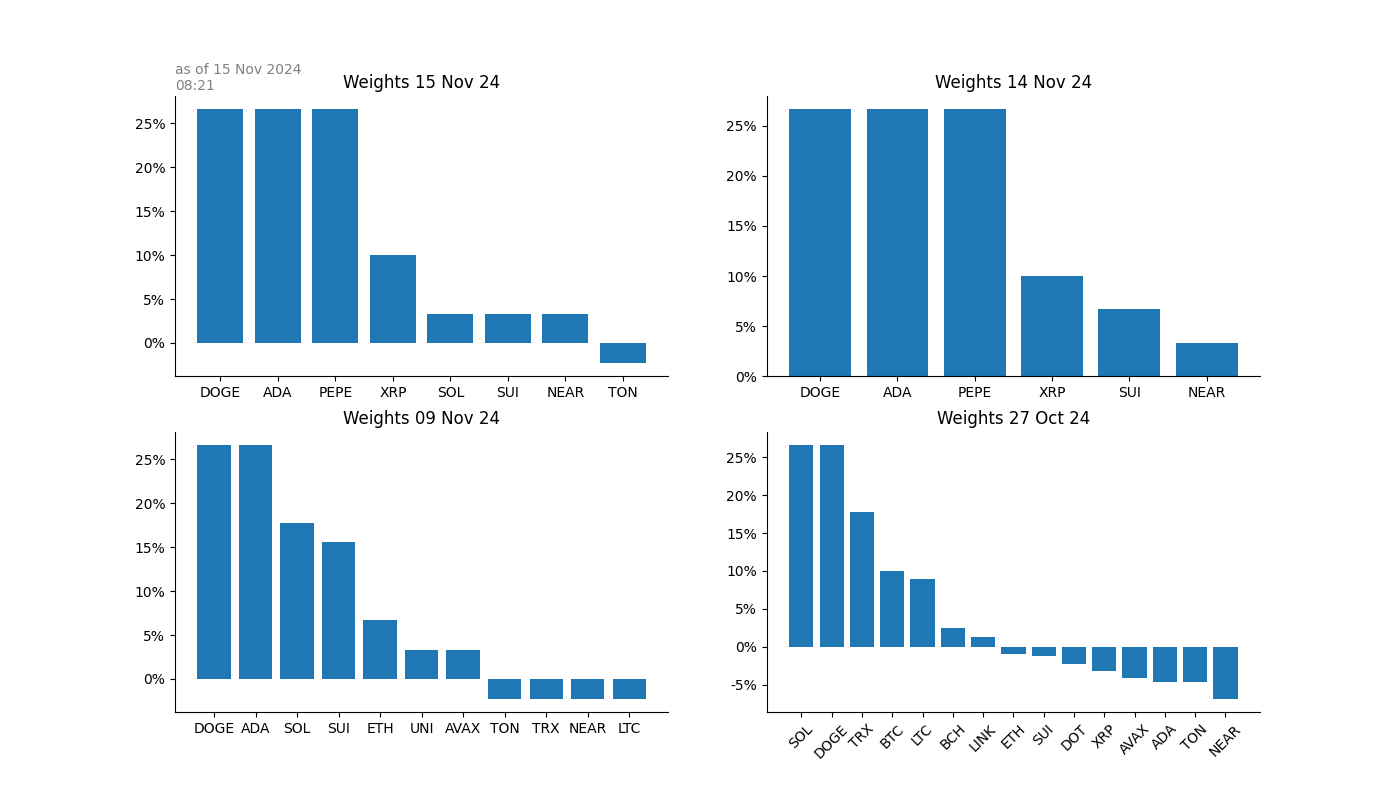 as of 15 Nov 2024
08:21
Weights 15 Nov 24
25%
20%
15%
10%
5%
0%
DOGE ADA PEPE XRP SOL SUI NEAR TON
Weights 14 Nov 24
25%
20%
15%
10%
5%
0%
DOGE ADA PEPE XRP SUI NEAR
Weights 09 Nov 24
25%
20%
15%
10%
5%
0%
DOGE ADA SOL SUI ETH UNI AVAX TON TRX NEAR LTC
Weights 27 Oct 24
25%
20%
15%
10%
5%
0%
-5%
SOL DOGE TRX BTC LTC BCH LINK ETH SUI DOT XRP AVAX ADA TON NEAR